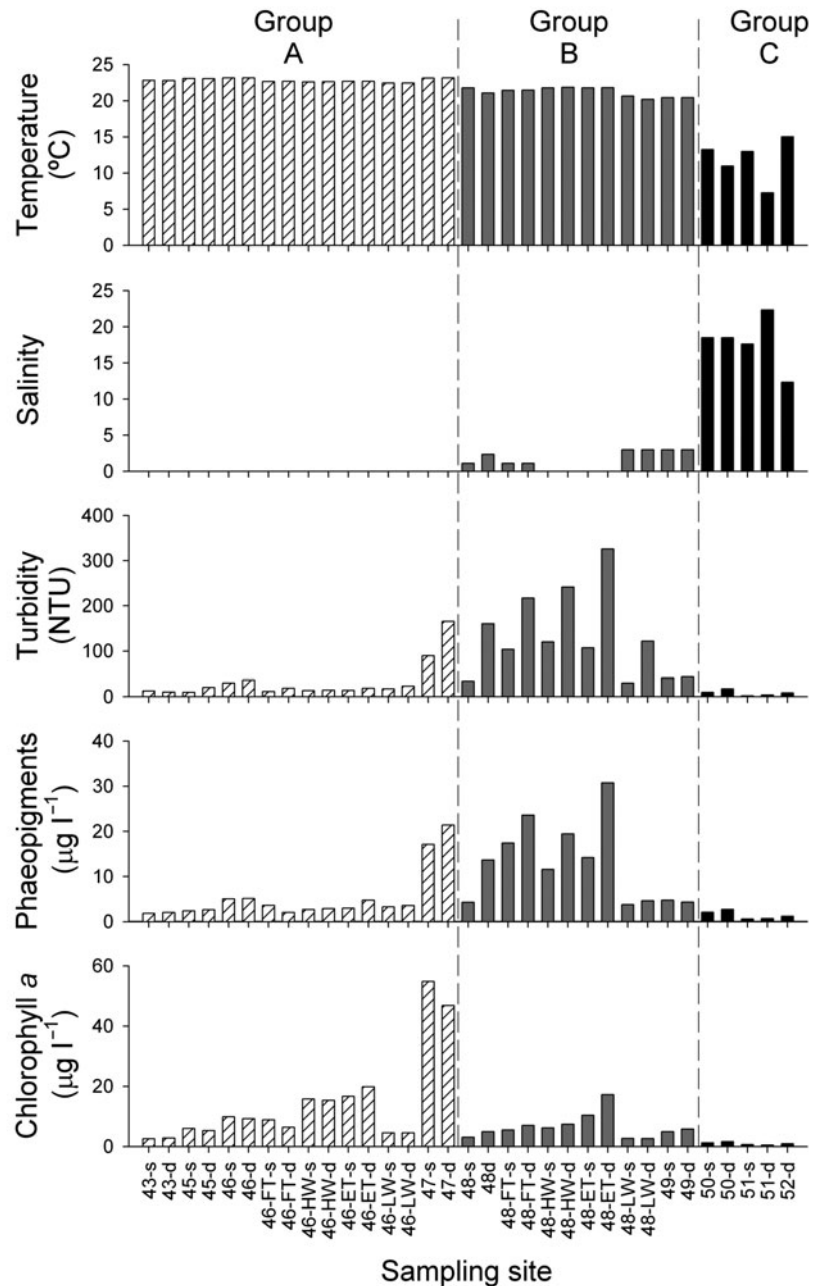 Group
A
Group
B
Group
C
Temperature
(ºC)
25
20
15
10
5
0
Salinity
25
20
15
10
5
0
Turbidity
(NTU)
400
300
200
100
0
Phaeopigments
(µg l⁻¹)
40
30
20
10
0
Chlorophyll a
(µg l⁻¹)
60
40
20
0
43-s
43-d
45-s
45-d
46-s
46-d
46-FT-s
46-FT-d
46-HW-s
46-HW-d
46-ET-s
46-ET-d
46-LW-s
46-LW-d
47-s
47-d
48-s
48d
48-FT-s
48-FT-d
48-HW-s
48-HW-d
48-ET-s
48-ET-d
48-LW-s
48-LW-d
49-s
49-d
50-s
50-d
51-s
51-d
52-d
Sampling site